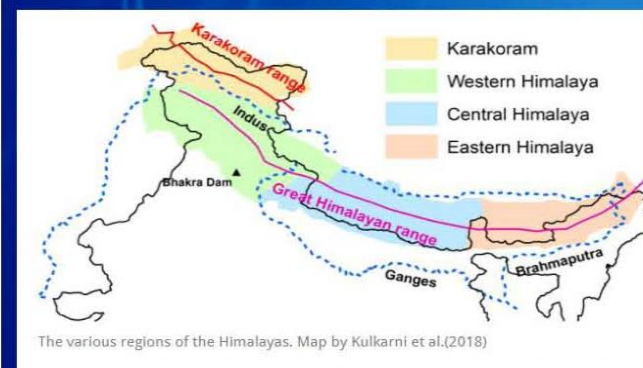 Karakoram range
Karakoram
Western Himalaya
Central Himalaya
Eastern Himalaya
Indus
Bhakra Dam
Great Himalayan range
Ganges
Brahmaputra
The various regions of the Himalayas. Map by Kulkarni et al.(2018)